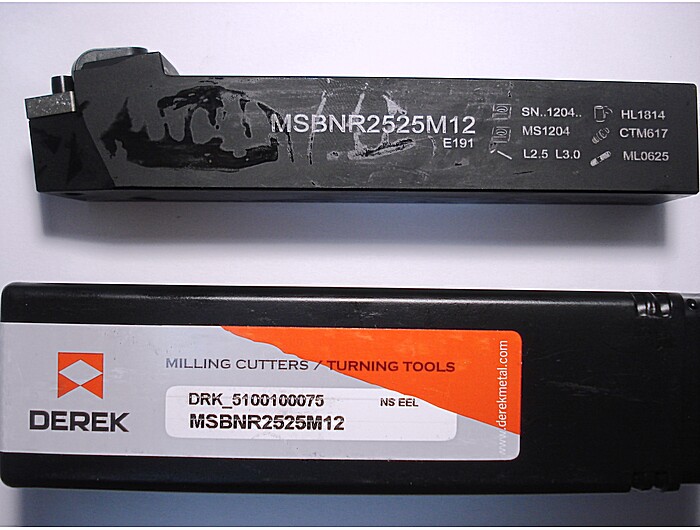 MSBNR2525M12
E191
SN..1204.. HL1814
MS1204 CTM617
L2.5 L3.0 ML0625
MILLING CUTTERS / TURNING TOOLS
DRK_5100100075 NS EEL
MSBNR2525M12
DEREK
www.derekmetal.com